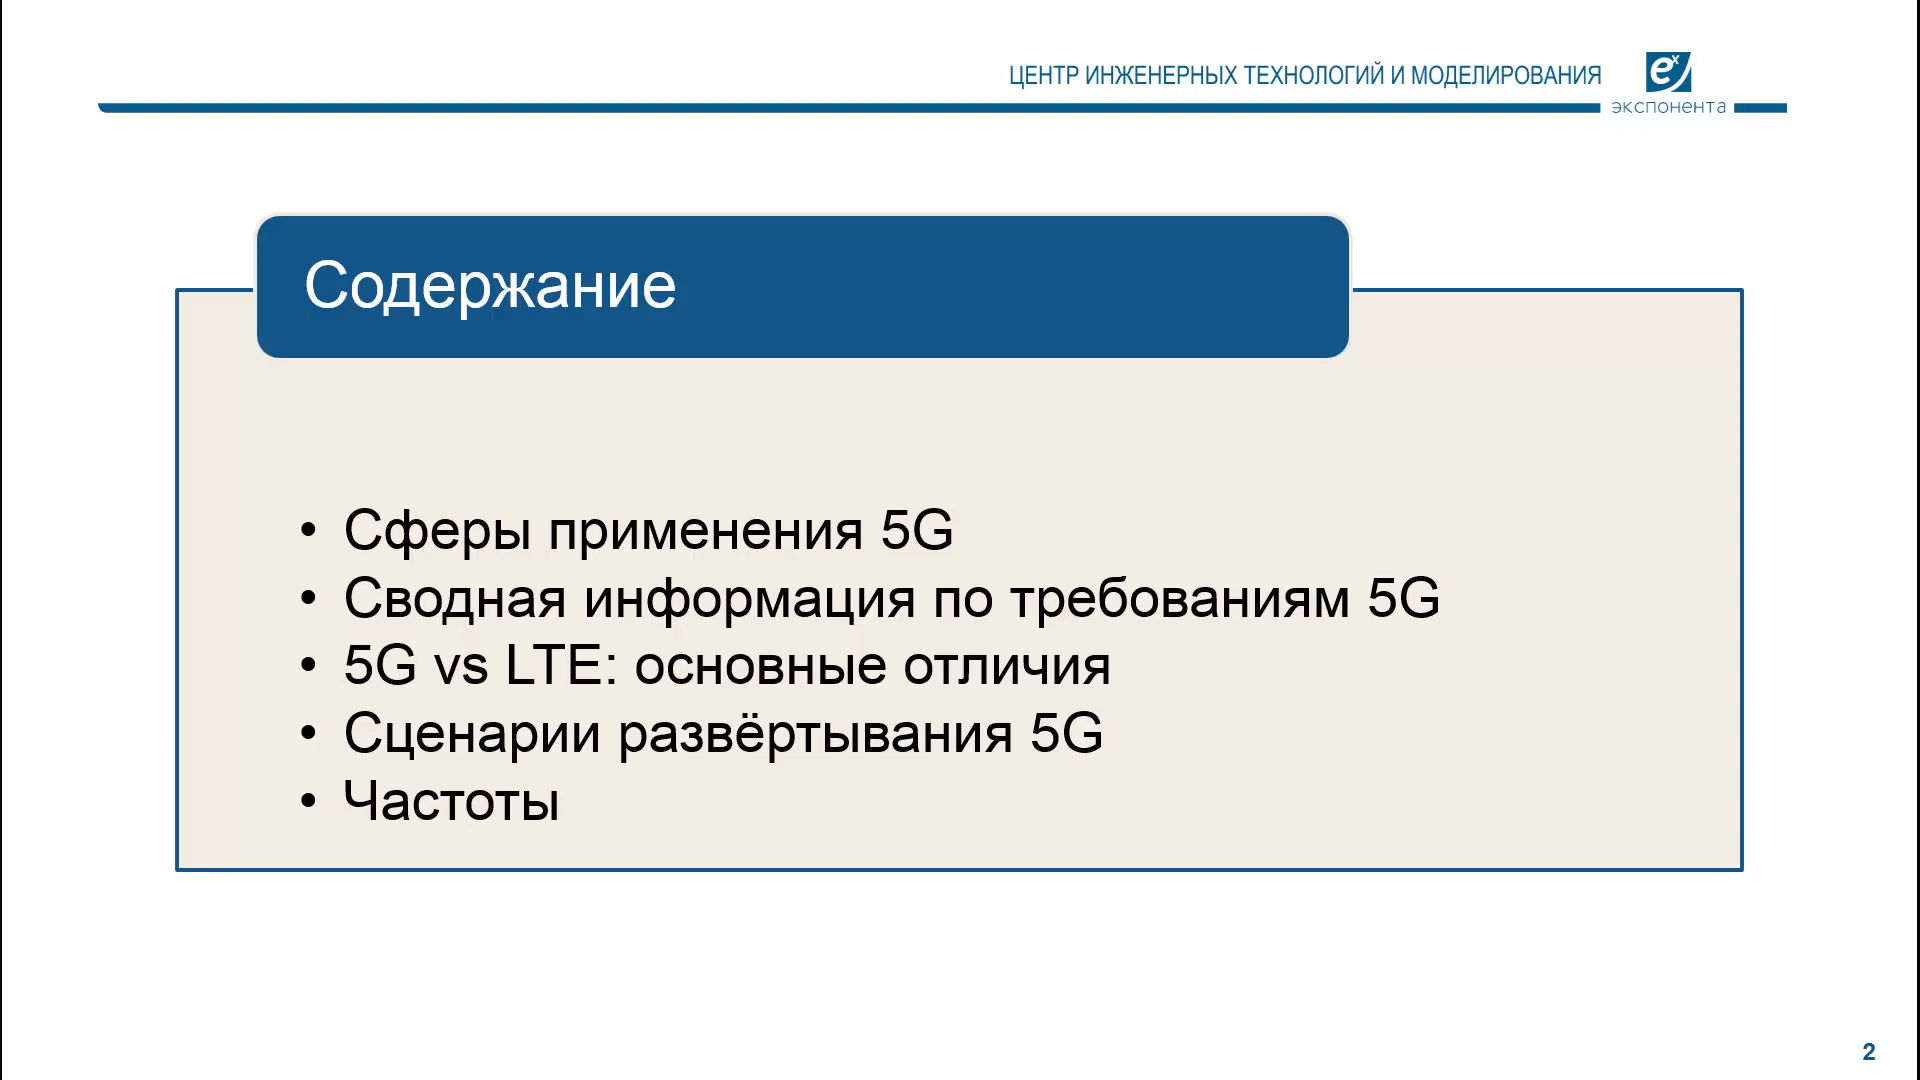 ЦЕНТР ИНЖЕНЕРНЫХ ТЕХНОЛОГИЙ И МОДЕЛИРОВАНИЯ
ex
экспонента
Содержание
• Сферы применения 5G
• Сводная информация по требованиям 5G
• 5G vs LTE: основные отличия
• Сценарии развёртывания 5G
• Частоты
2